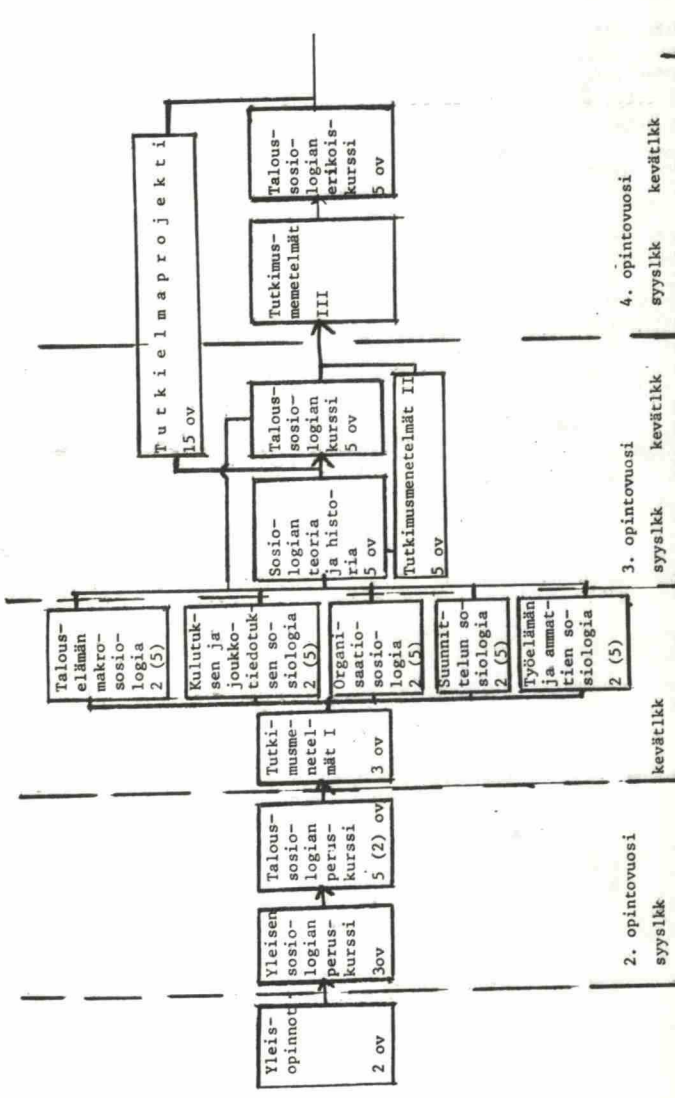 Yleis-
opinnot
2 ov
Yleisen
sosio-
logian
perus-
kurssi
3ov
Talous-
sosio-
logian
perus-
kurssi
5 (2) ov
Tutki-
musme-
netel-
mät I
3 ov
Talous-
elämän
makro-
sosio-
logia
2 (5)
Kulutuk-
sen ja
joukko-
tiedotuk-
sen so-
siologia
2 (5)
Organi-
saatio-
sosio-
logia
2 (5)
Suunnit-
telun so-
siologia
2 (5)
Työelämän
ja ammat-
tien so-
siologia
2 (5)
Sosio-
logian
teoria
ja histo-
ria
5 ov
Talous-
sosio-
logian
kurssi
5 ov
Tutkimusmenetelmät II
5 ov
T u t k i e l m a p r o j e k t i
15 ov
Tutkimus-
memetelmät
III
Talous-
sosio-
logian
erikois-
kurssi
5 ov
2. opintovuosi
syyslkk kevätlkk
3. opintovuosi
syyslkk kevätlkk
4. opintovuosi
syyslkk kevätlkk